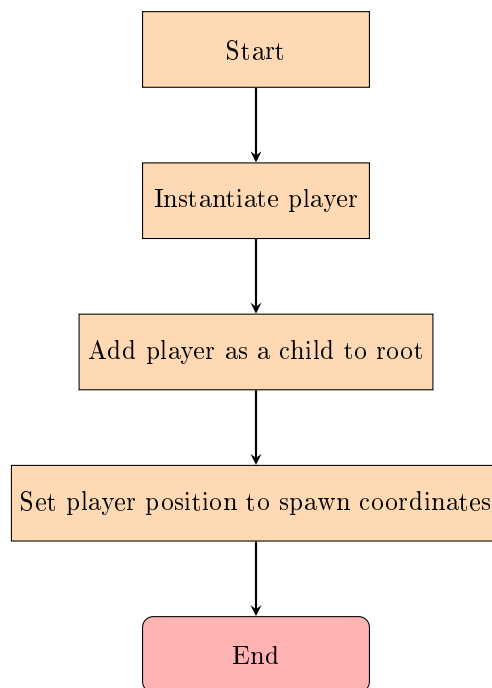 Start
Instantiate player
Add player as a child to root
Set player position to spawn coordinates
End